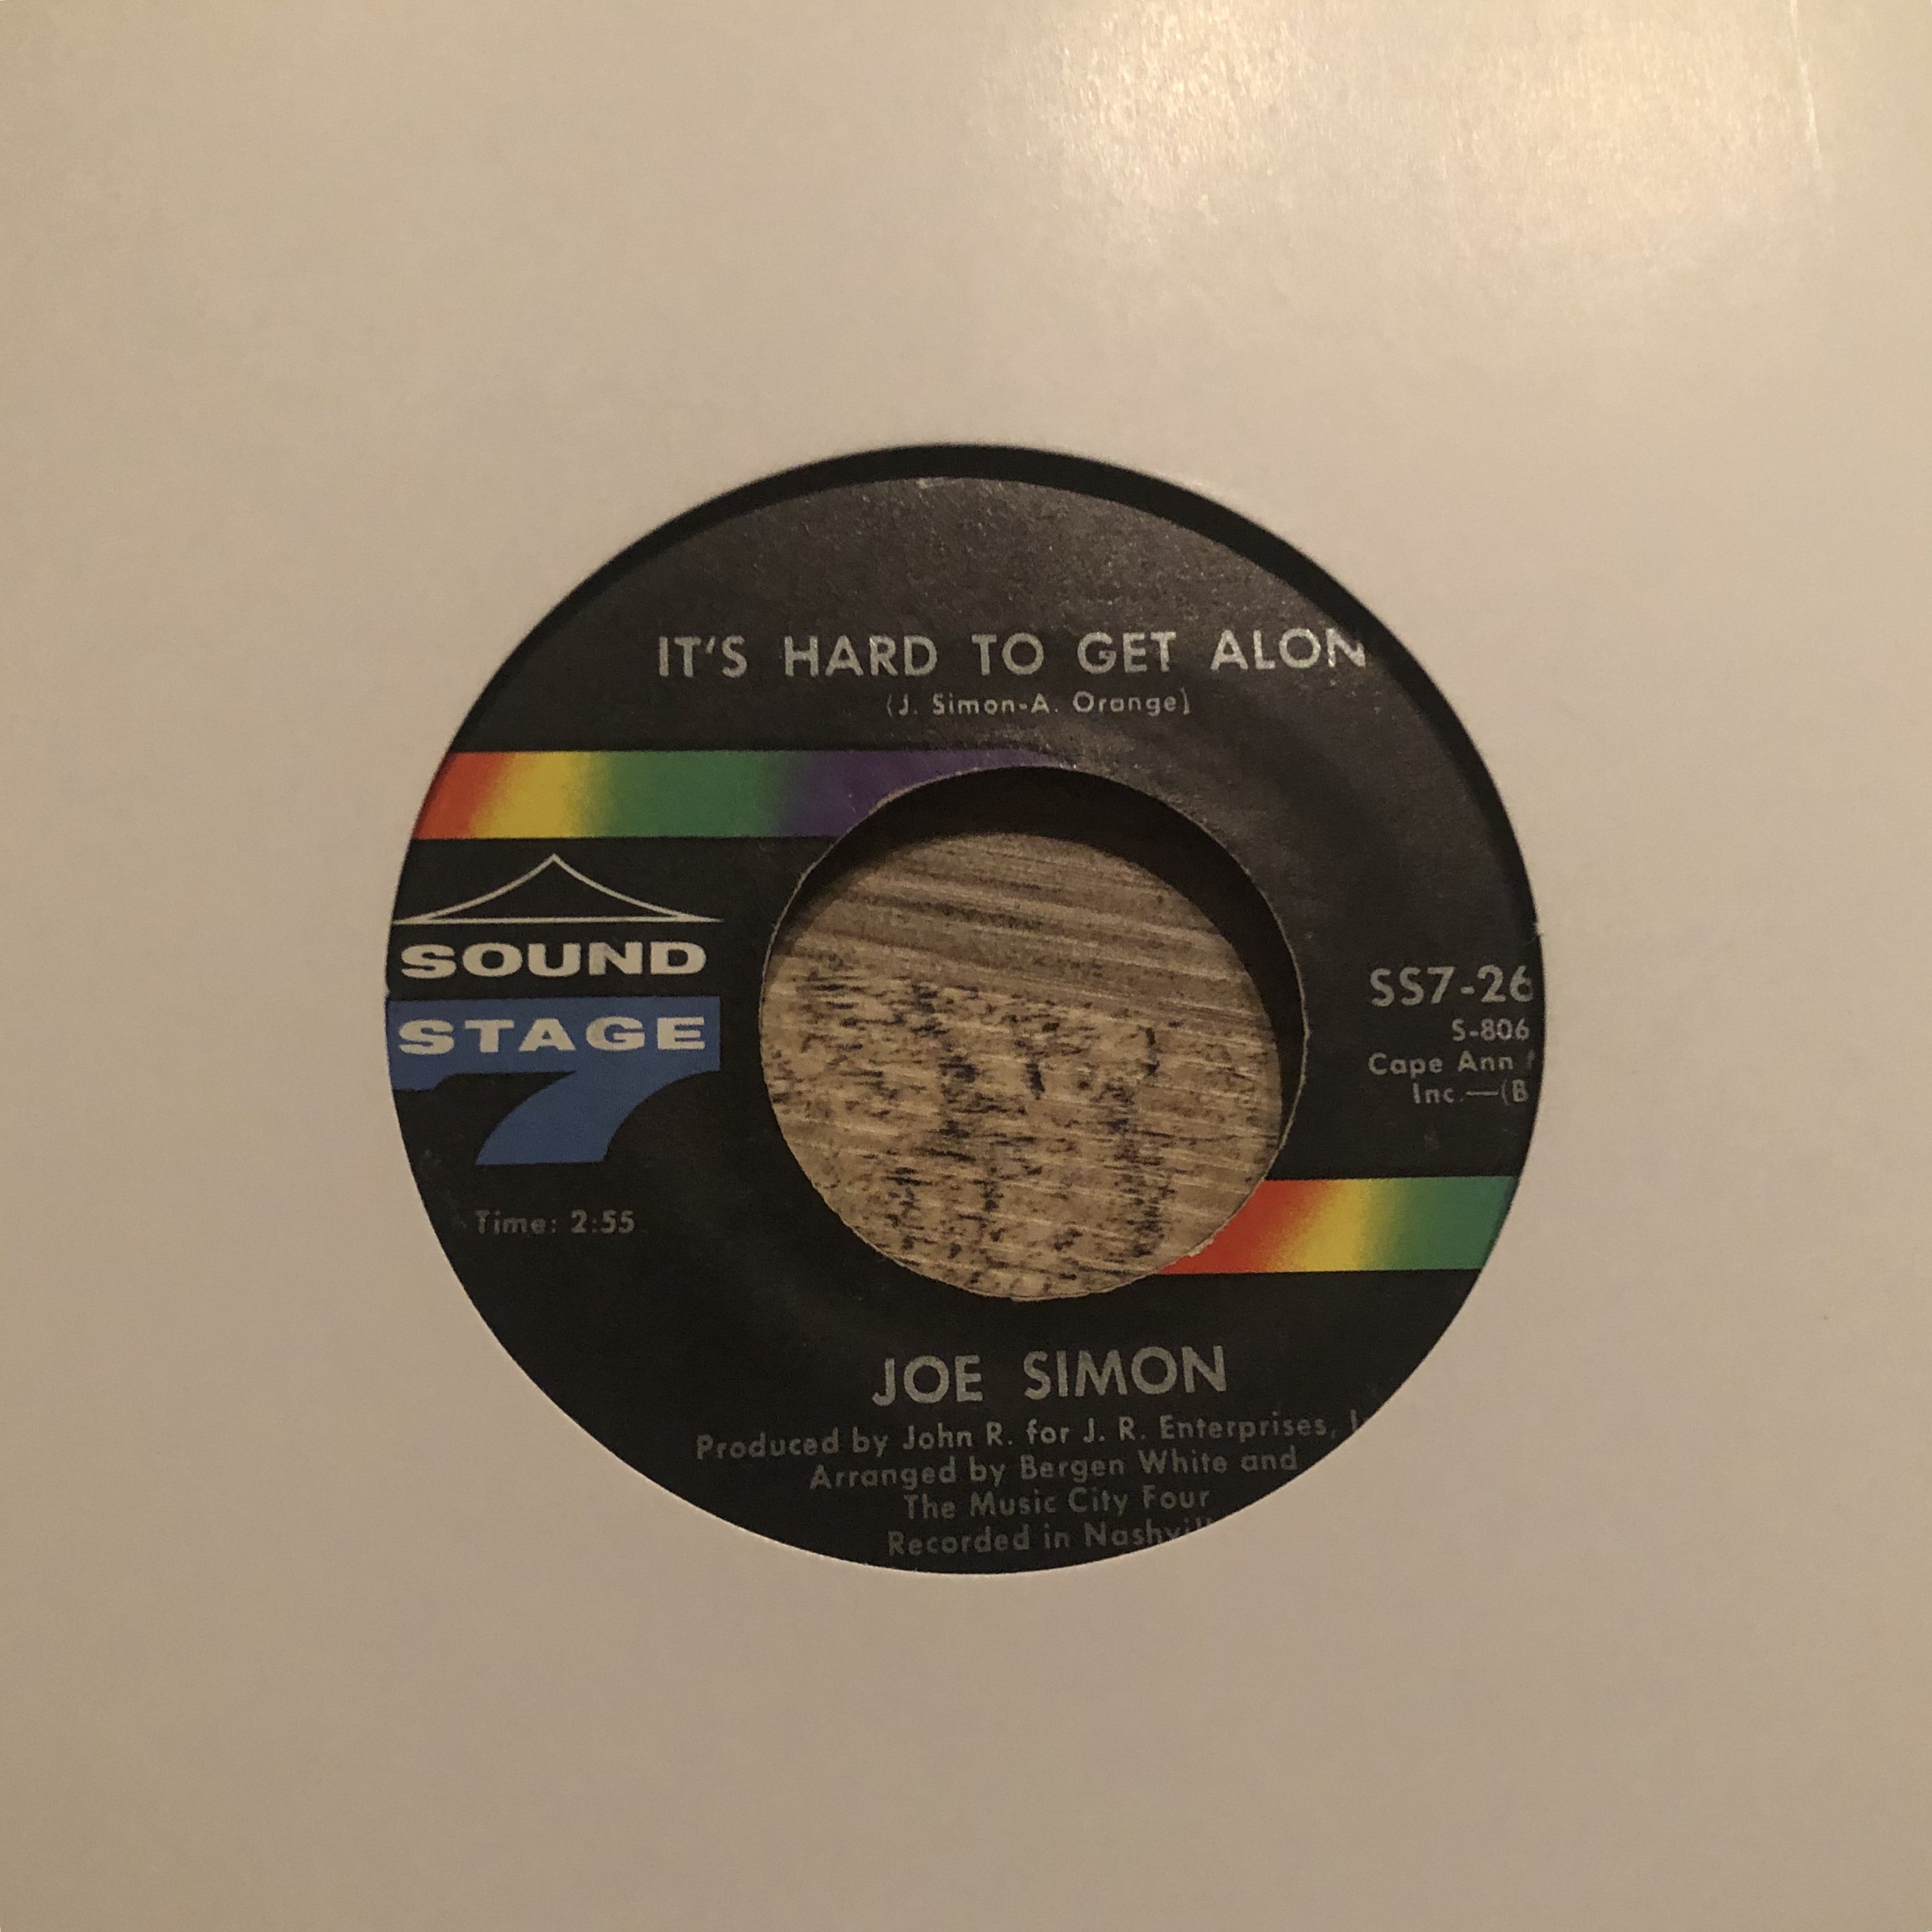 IT'S HARD TO GET ALON
(J. Simon-A. Orange)
SOUND
STAGE
7
SS7-26
S-806
Cape Ann
Inc.—(B
Time: 2:55
JOE SIMON
Produced by John R. for J. R. Enterprises,
Arranged by Bergen White and
The Music City Four
Recorded in Nashvill